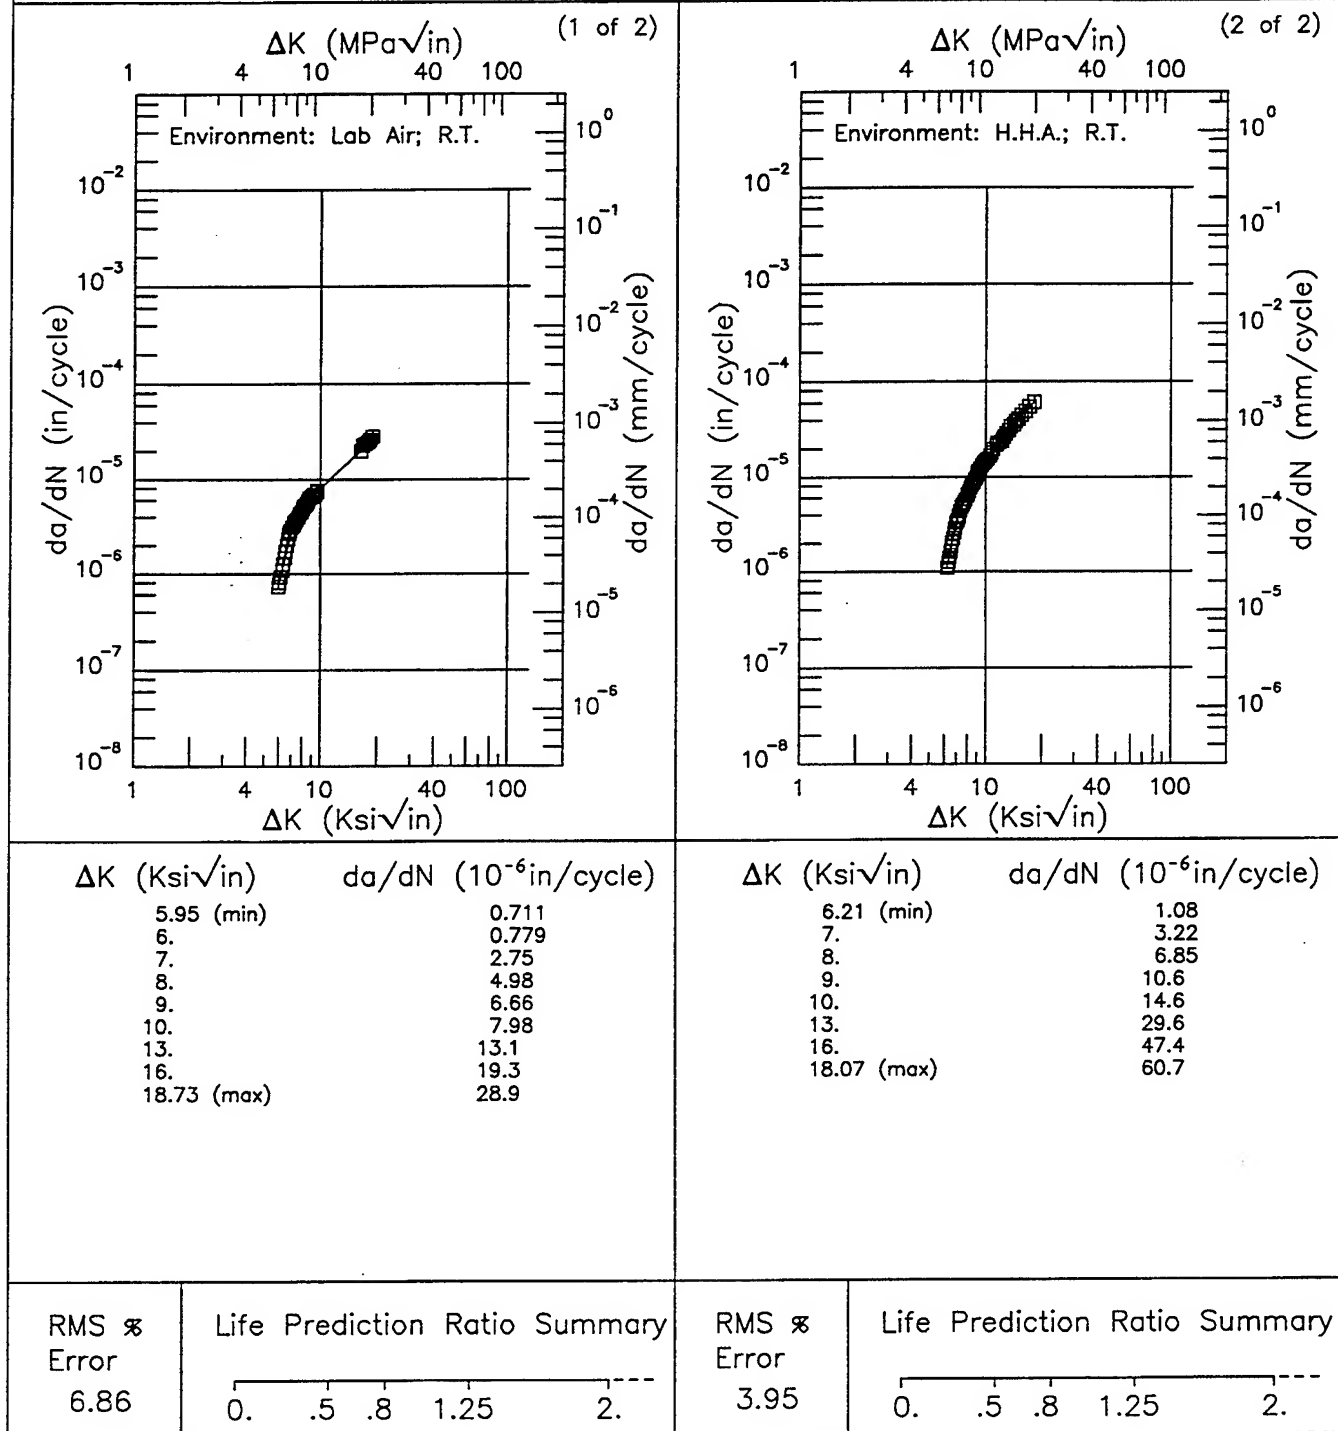 (1 of 2)
ΔK (MPa√in)
1 4 10 40 100
Environment: Lab Air; R.T.
da/dN (in/cycle)
10⁻²
10⁻³
10⁻⁴
10⁻⁵
10⁻⁶
10⁻⁷
10⁻⁸
10⁰
10⁻¹
10⁻²
10⁻³
10⁻⁴
10⁻⁵
10⁻⁶
da/dN (mm/cycle)
1 4 10 40 100
ΔK (Ksi√in)
ΔK (Ksi√in) da/dN (10⁻⁶in/cycle)
5.95 (min) 0.711
6. 0.779
7. 2.75
8. 4.98
9. 6.66
10. 7.98
13. 13.1
16. 19.3
18.73 (max) 28.9
RMS % Error
6.86
Life Prediction Ratio Summary
0. .5 .8 1.25 2.
(2 of 2)
ΔK (MPa√in)
1 4 10 40 100
Environment: H.H.A.; R.T.
da/dN (in/cycle)
10⁻²
10⁻³
10⁻⁴
10⁻⁵
10⁻⁶
10⁻⁷
10⁻⁸
10⁰
10⁻¹
10⁻²
10⁻³
10⁻⁴
10⁻⁵
10⁻⁶
da/dN (mm/cycle)
1 4 10 40 100
ΔK (Ksi√in)
ΔK (Ksi√in) da/dN (10⁻⁶in/cycle)
6.21 (min) 1.08
7. 3.22
8. 6.85
9. 10.6
10. 14.6
13. 29.6
16. 47.4
18.07 (max) 60.7
RMS % Error
3.95
Life Prediction Ratio Summary
0. .5 .8 1.25 2.